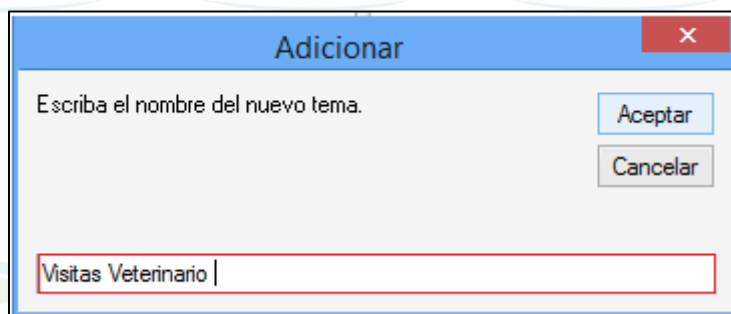 Adicionar
Escriba el nombre del nuevo tema.
Aceptar
Cancelar
Visitas Veterinario